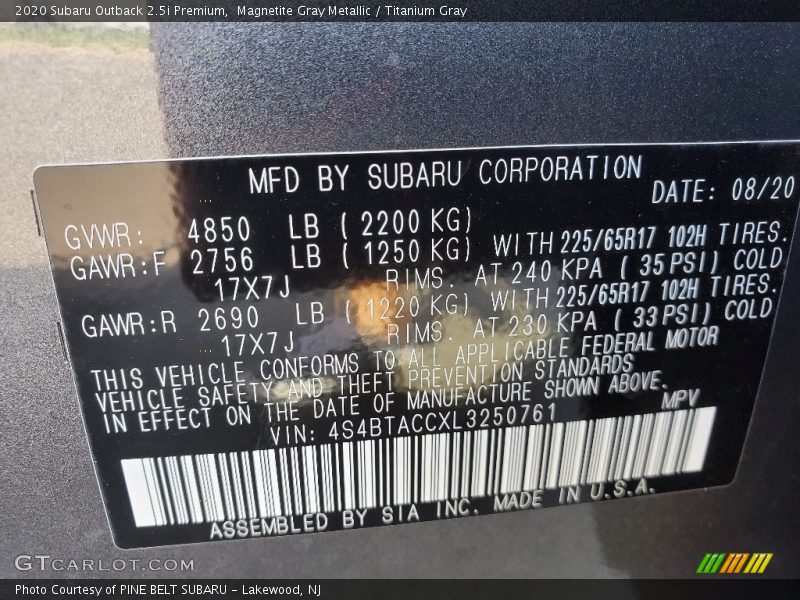 2020 Subaru Outback 2.5i Premium,  Magnetite Gray Metallic / Titanium Gray
MFD BY SUBARU CORPORATION
DATE: 08/20
GVWR: 4850 LB ( 2200 KG)
GAWR:F 2756 LB ( 1250 KG) WITH 225/65R17 102H TIRES.
17X7J RIMS. AT 240 KPA ( 35 PSI) COLD
GAWR:R 2690 LB ( 1220 KG) WITH 225/65R17 102H TIRES.
17X7J RIMS. AT 230 KPA ( 33 PSI) COLD
THIS VEHICLE CONFORMS TO ALL APPLICABLE FEDERAL MOTOR
VEHICLE SAFETY AND THEFT PREVENTION STANDARDS
IN EFFECT ON THE DATE OF MANUFACTURE SHOWN ABOVE.
VIN: 4S4BTACCXL3250761 MPV
ASSEMBLED BY SIA INC. MADE IN U.S.A.
GTCARLOT.COM
Photo Courtesy of PINE BELT SUBARU – Lakewood, NJ